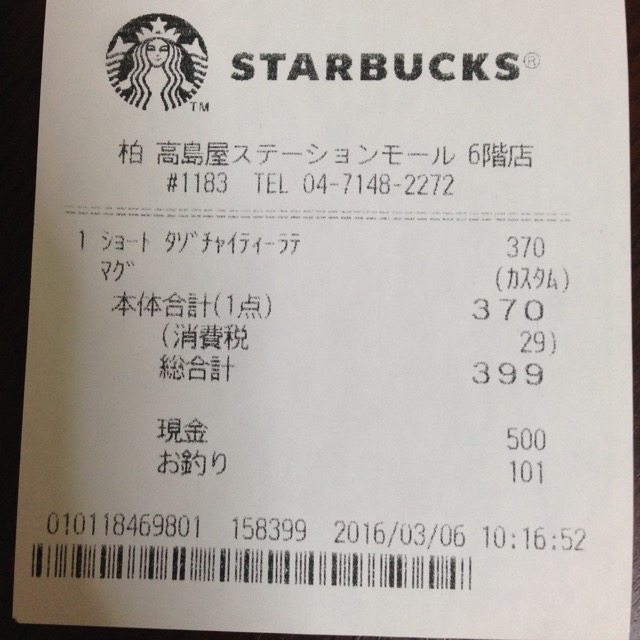 STARBUCKS®
TM
柏 高島屋ステーションモール 6階店
#1183 TEL 04-7148-2272
1 ｼｮｰﾄ ﾀｿﾞﾁｬｲﾃｨｰﾗﾃ 370
ﾏｸﾞ (ｶｽﾀﾑ)
本体合計(1点) 370
(消費税 29)
総合計 399
現金 500
お釣り 101
010118469801 158399 2016/03/06 10:16:52